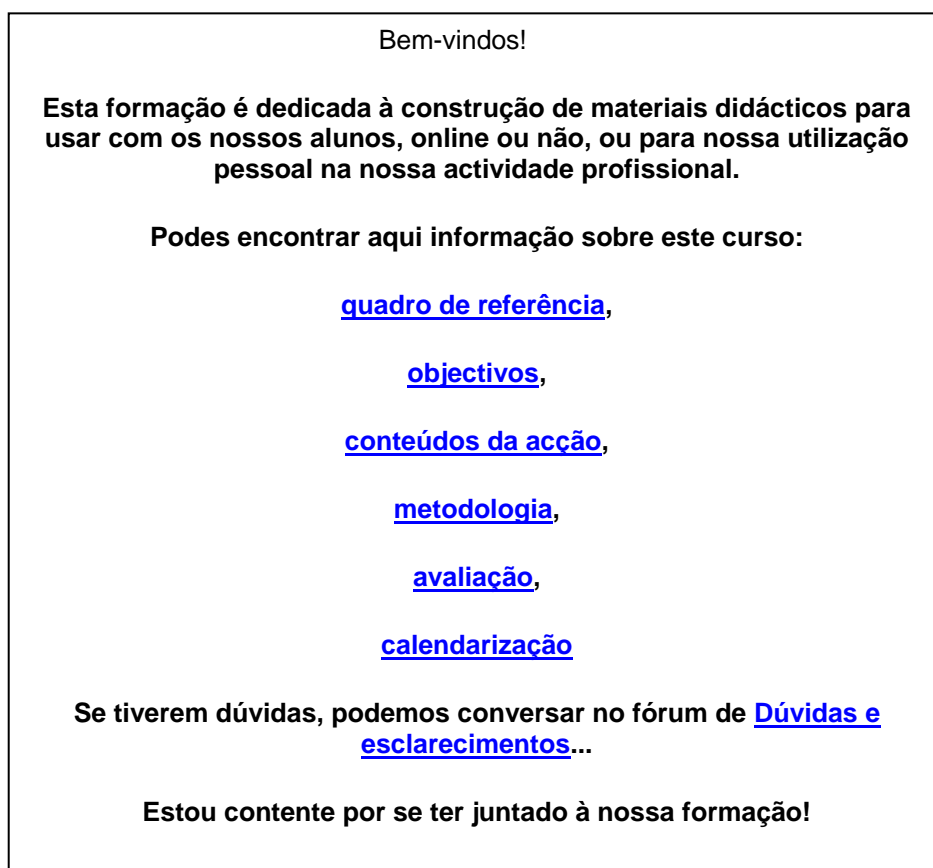 Bem-vindos!
Esta formação é dedicada à construção de materiais didácticos para
usar com os nossos alunos, online ou não, ou para nossa utilização
pessoal na nossa actividade profissional.
Podes encontrar aqui informação sobre este curso:
quadro de referência,
objectivos,
conteúdos da acção,
metodologia,
avaliação,
calendarização
Se tiverem dúvidas, podemos conversar no fórum de Dúvidas e
esclarecimentos...
Estou contente por se ter juntado à nossa formação!